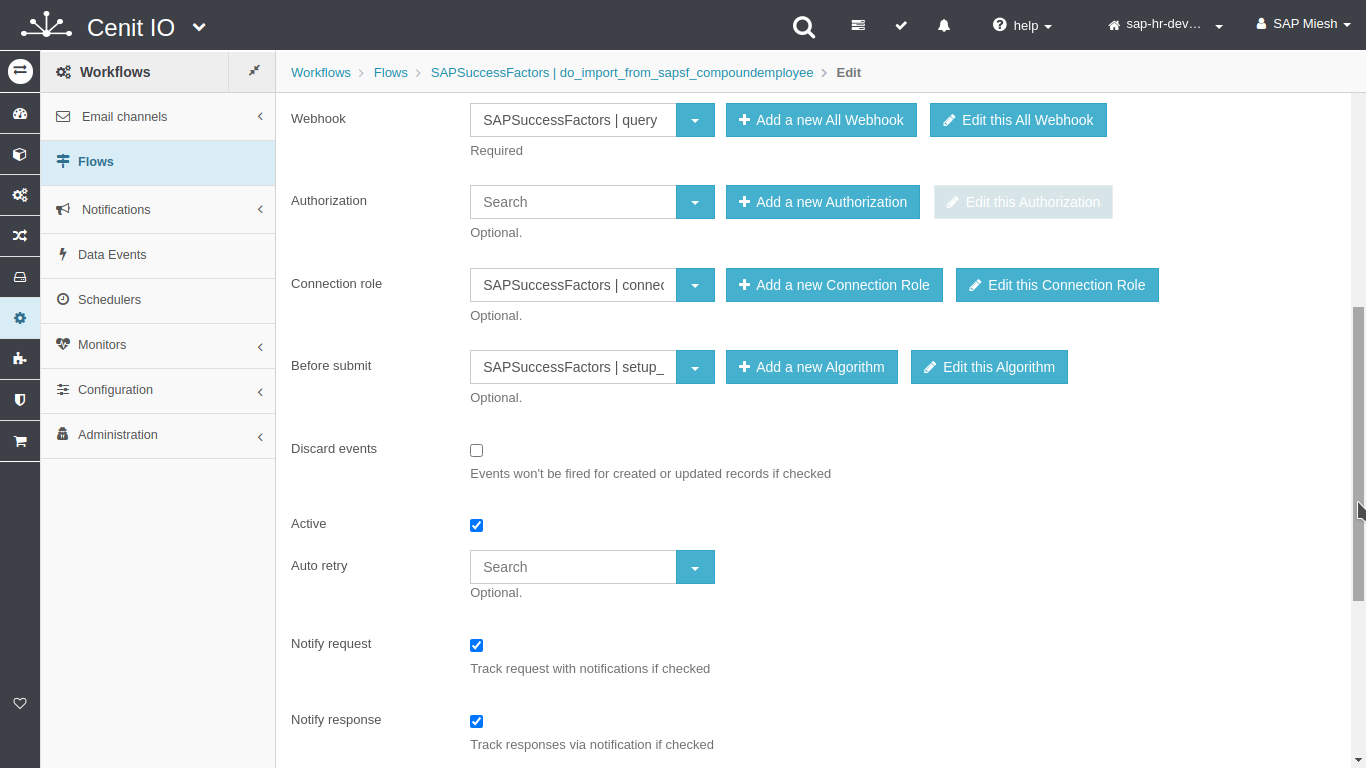 Cenit IO
help
sap-hr-dev…
SAP Miesh
Workflows
Workflows
Flows
SAPSuccessFactors | do_import_from_sapsf_compoundemployee
Edit
Email channels
Flows
Notifications
Data Events
Schedulers
Monitors
Configuration
Administration
Webhook
SAPSuccessFactors | query
Add a new All Webhook
Edit this All Webhook
Required
Authorization
Search
Add a new Authorization
Edit this Authorization
Optional.
Connection role
SAPSuccessFactors | connec
Add a new Connection Role
Edit this Connection Role
Optional.
Before submit
SAPSuccessFactors | setup_
Add a new Algorithm
Edit this Algorithm
Optional.
Discard events
Events won't be fired for created or updated records if checked
Active
Auto retry
Search
Optional.
Notify request
Track request with notifications if checked
Notify response
Track responses via notification if checked